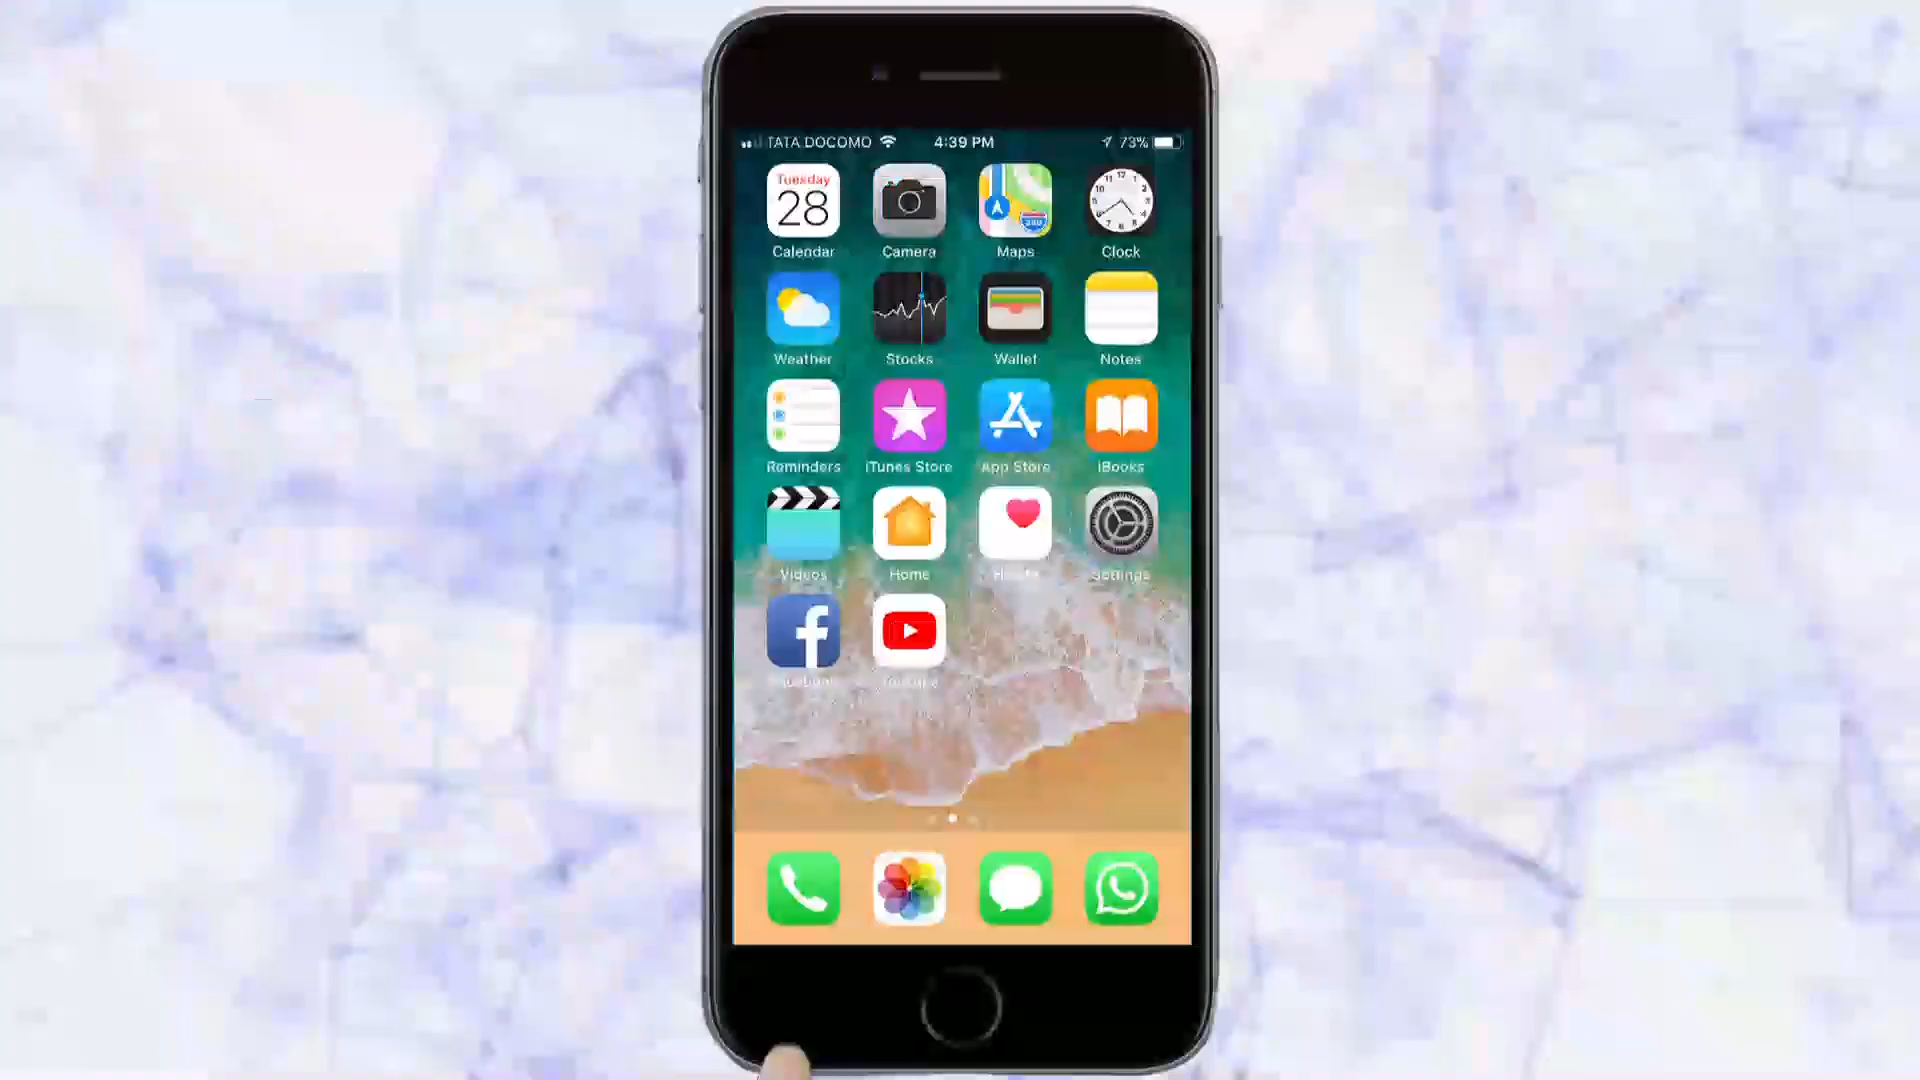 TATA DOCOMO 4:39 PM 73%
Tuesday
28
Calendar Camera Maps Clock
Weather Stocks Wallet Notes
Reminders iTunes Store App Store iBooks
Videos Home Settings